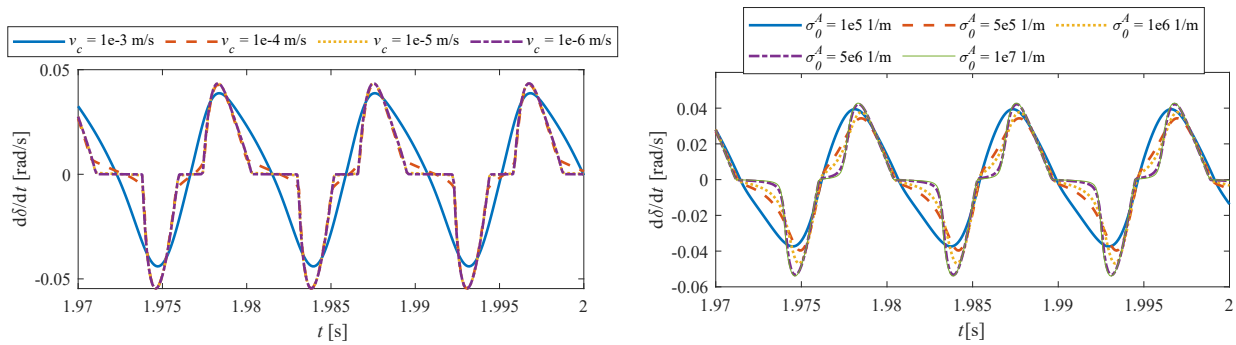 v_c = 1e-3 m/s v_c = 1e-4 m/s v_c = 1e-5 m/s v_c = 1e-6 m/s
0.05
0
-0.05
dδ/dt [rad/s]
1.97 1.975 1.98 1.985 1.99 1.995 2
t [s]
σ_0^A = 1e5 1/m σ_0^A = 5e5 1/m σ_0^A = 1e6 1/m
σ_0^A = 5e6 1/m σ_0^A = 1e7 1/m
0.04
0.02
0
-0.02
-0.04
-0.06
dδ/dt [rad/s]
1.97 1.975 1.98 1.985 1.99 1.995 2
t [s]